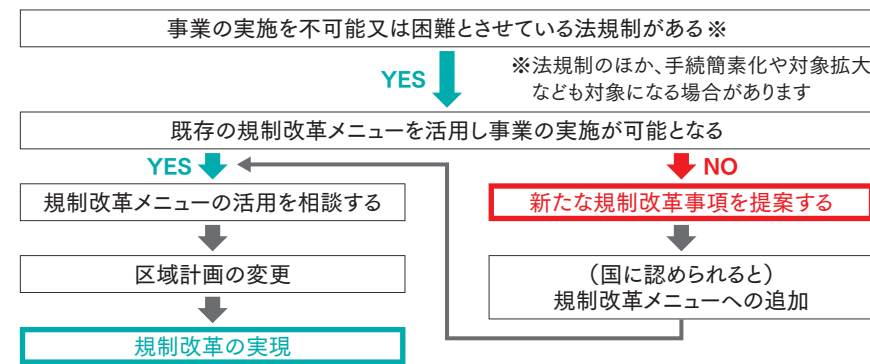 事業の実施を不可能又は困難とさせている法規制がある※
YES
※法規制のほか、手続簡素化や対象拡大
なども対象になる場合があります
既存の規制改革メニューを活用し事業の実施が可能となる
YES
NO
規制改革メニューの活用を相談する
新たな規制改革事項を提案する
区域計画の変更
（国に認められると）
規制改革メニューへの追加
規制改革の実現